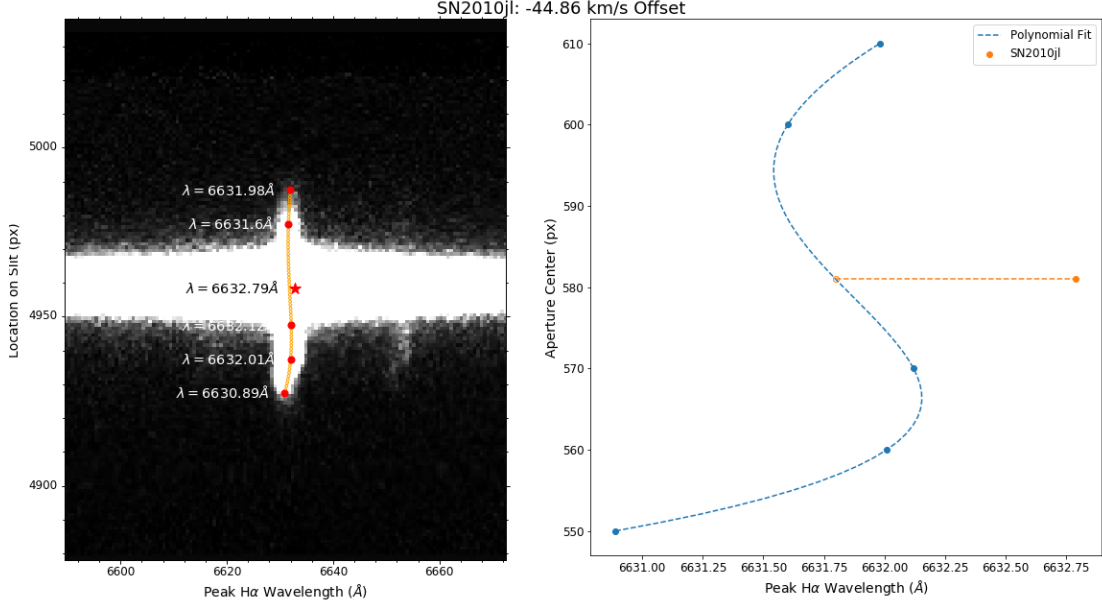 SN2010jl: -44.86 km/s Offset
Location on Slit (px)
5000
4950
4900
λ = 6631.98Å
λ = 6631.6Å
λ = 6632.79Å
λ = 6632.12Å
λ = 6632.01Å
λ = 6630.89Å
6600 6620 6640 6660
Peak Hα Wavelength (Å)
Aperture Center (px)
610
600
590
580
570
560
550
Polynomial Fit
SN2010jl
6631.00 6631.25 6631.50 6631.75 6632.00 6632.25 6632.50 6632.75
Peak Hα Wavelength (Å)